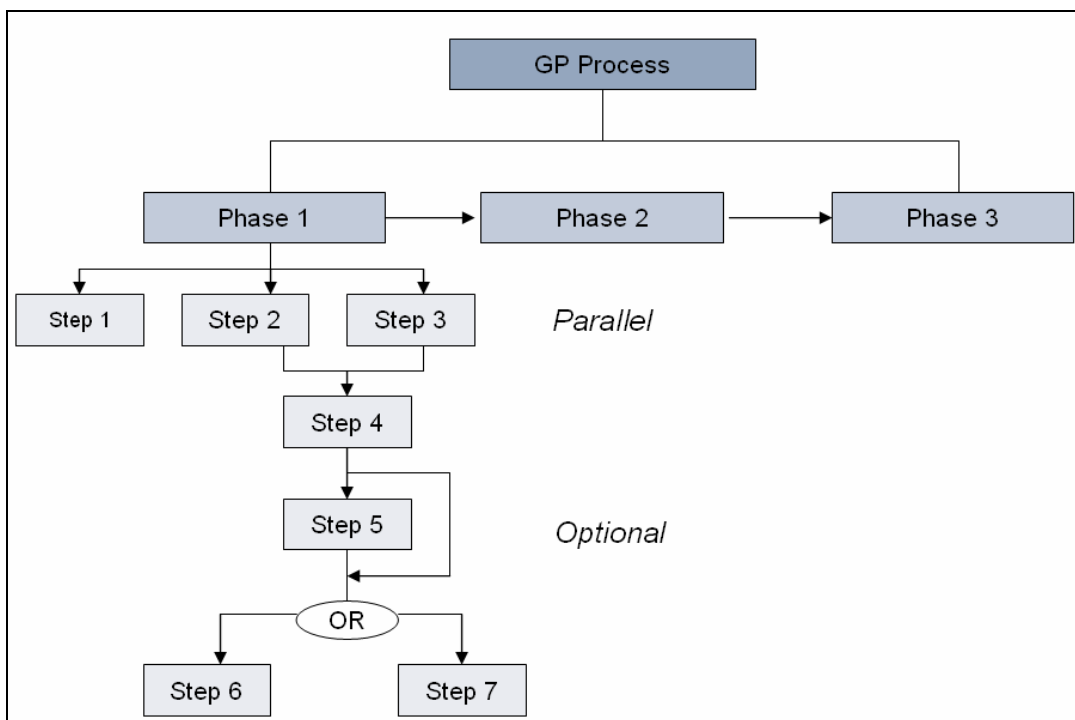 GP Process
Phase 1
Phase 2
Phase 3
Step 1
Step 2
Step 3
Parallel
Step 4
Step 5
Optional
OR
Step 6
Step 7